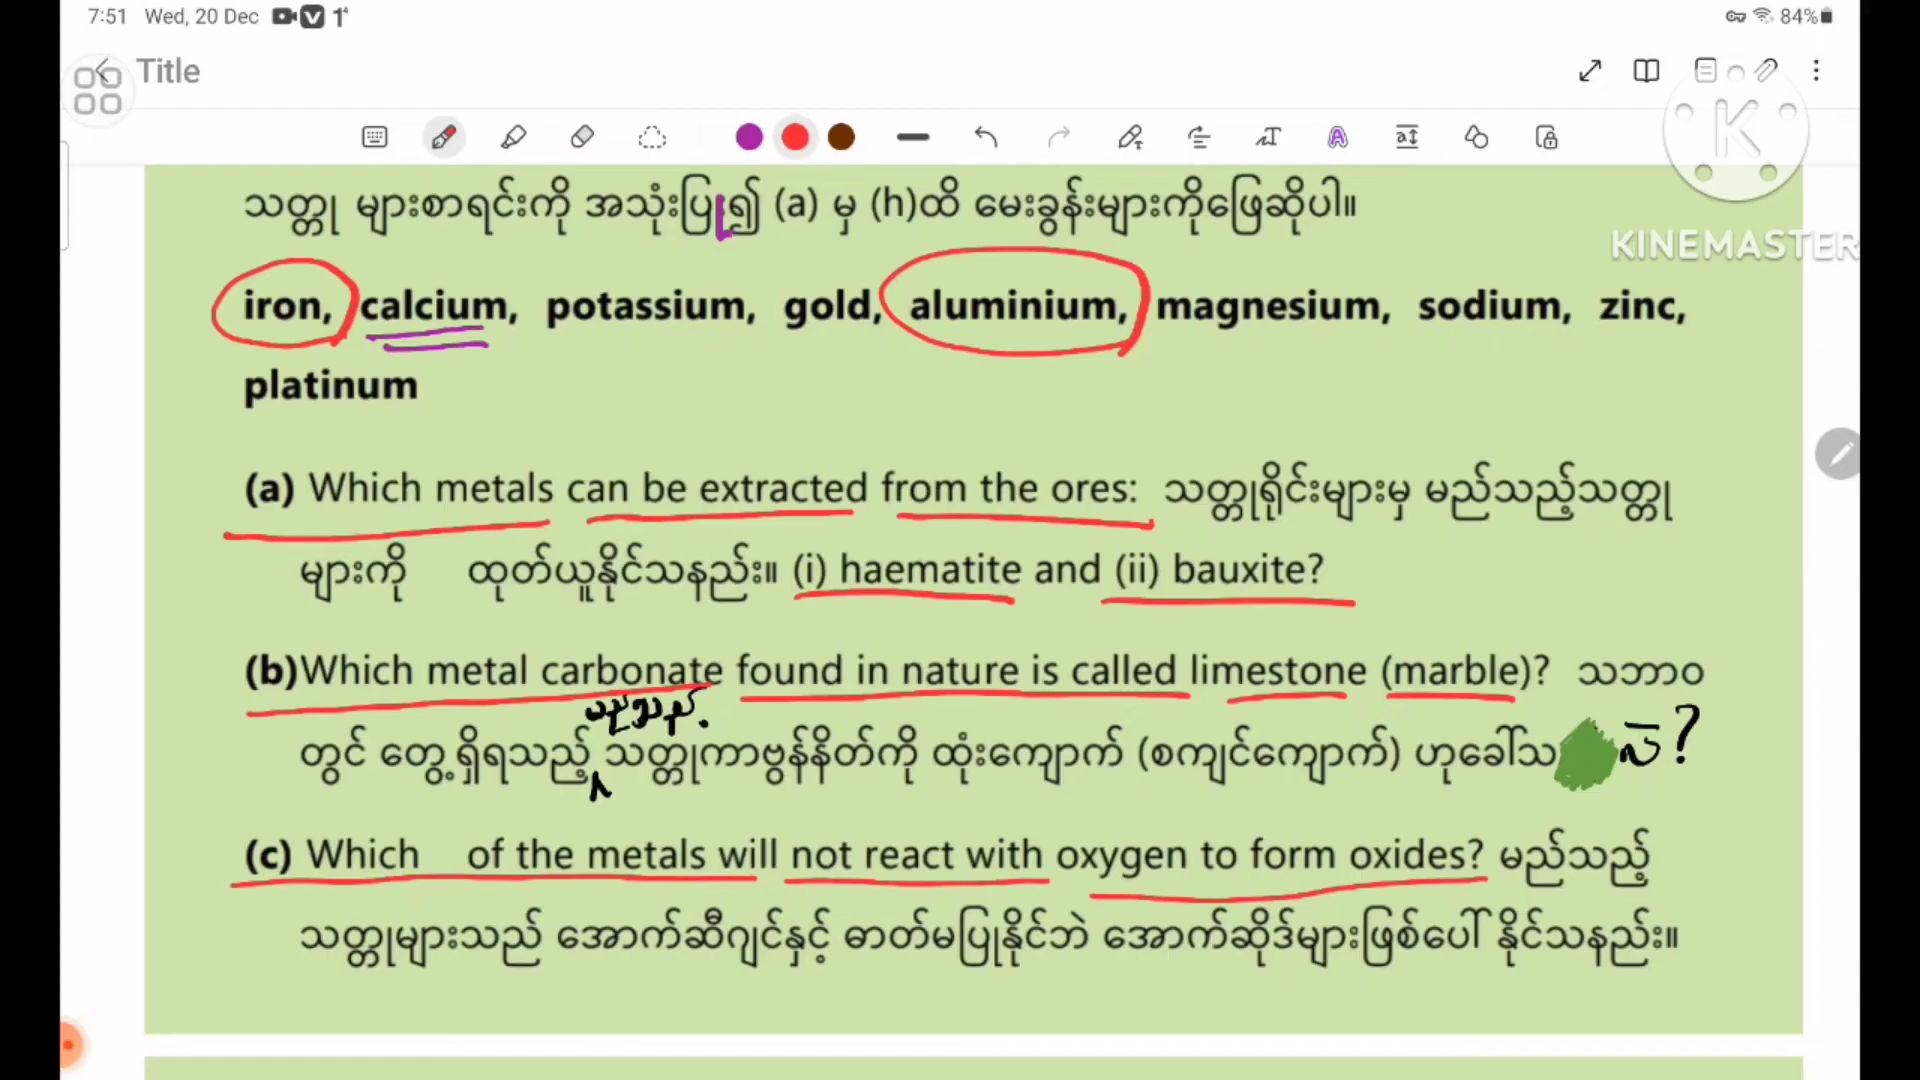 7:51 Wed, 20 Dec
84%
Title
KINEMASTER
သတ္တု များစာရင်းကို အသုံးပြု၍ (a) မှ (h)ထိ မေးခွန်းများကိုဖြေဆိုပါ။
iron, calcium, potassium, gold, aluminium, magnesium, sodium, zinc,
platinum
(a) Which metals can be extracted from the ores: သတ္တုရိုင်းများမှ မည်သည့်သတ္တု
များကို ထုတ်ယူနိုင်သနည်း။ (i) haematite and (ii) bauxite?
(b)Which metal carbonate found in nature is called limestone (marble)? သဘာဝ
မည်သည့်
တွင် တွေ့ရှိရသည့် သတ္တုကာဗွန်နိတ်ကို ထုံးကျောက် (စကျင်ကျောက်) ဟုခေါ်သ လဲ?
(c) Which of the metals will not react with oxygen to form oxides? မည်သည့်
သတ္တုများသည် အောက်ဆီဂျင်နှင့် ဓာတ်မပြုနိုင်ဘဲ အောက်ဆိုဒ်များဖြစ်ပေါ် နိုင်သနည်း။